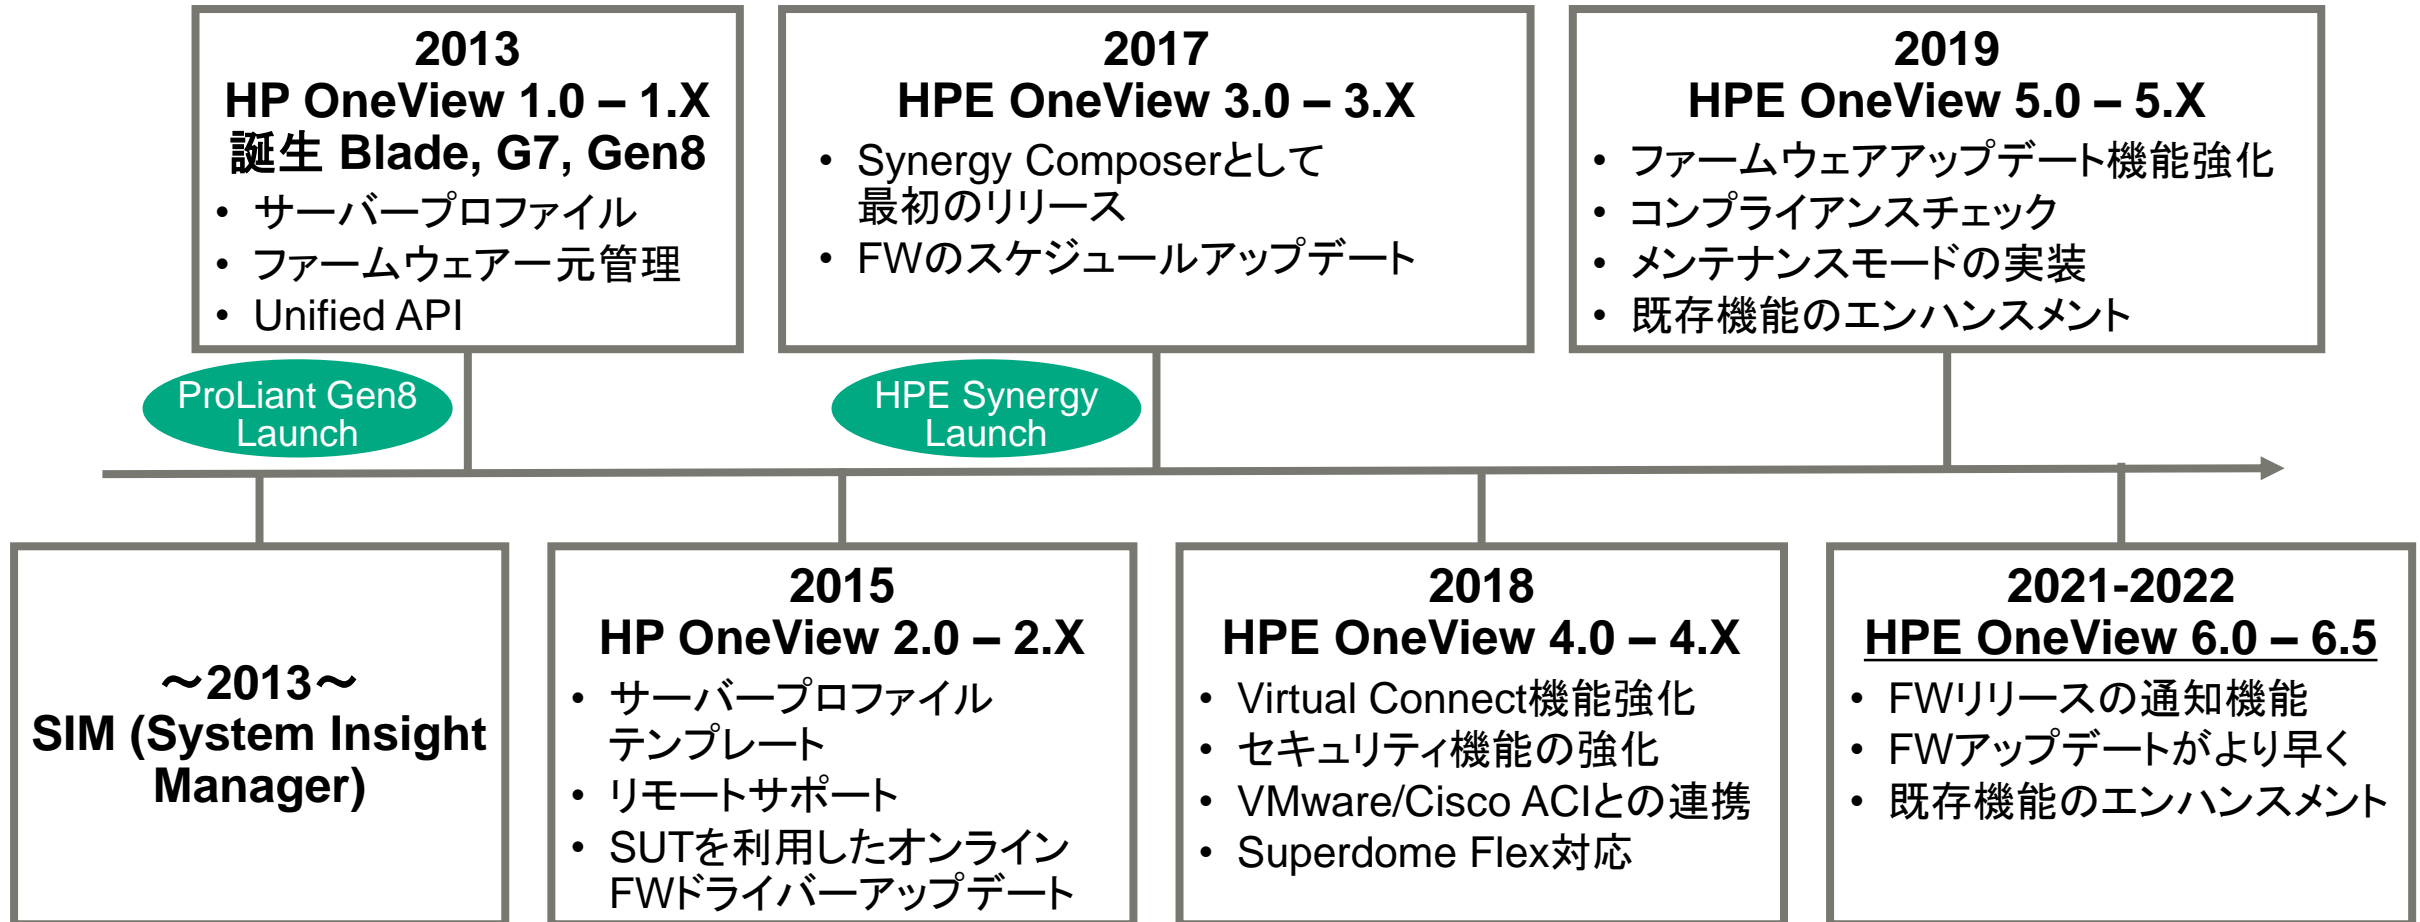 2013
HP OneView 1.0 – 1.X
誕生 Blade, G7, Gen8
• サーバープロファイル
• ファームウェアー元管理
• Unified API
2017
HPE OneView 3.0 – 3.X
• Synergy Composerとして
最初のリリース
• FWのスケジュールアップデート
2019
HPE OneView 5.0 – 5.X
• ファームウェアアップデート機能強化
• コンプライアンスチェック
• メンテナンスモードの実装
• 既存機能のエンハンスメント
ProLiant Gen8
Launch
HPE Synergy
Launch
～2013～
SIM (System Insight
Manager)
2015
HP OneView 2.0 – 2.X
• サーバープロファイル
テンプレート
• リモートサポート
• SUTを利用したオンライン
FWドライバーアップデート
2018
HPE OneView 4.0 – 4.X
• Virtual Connect機能強化
• セキュリティ機能の強化
• VMware/Cisco ACIとの連携
• Superdome Flex対応
2021-2022
HPE OneView 6.0 – 6.5
• FWリリースの通知機能
• FWアップデートがより早く
• 既存機能のエンハンスメント